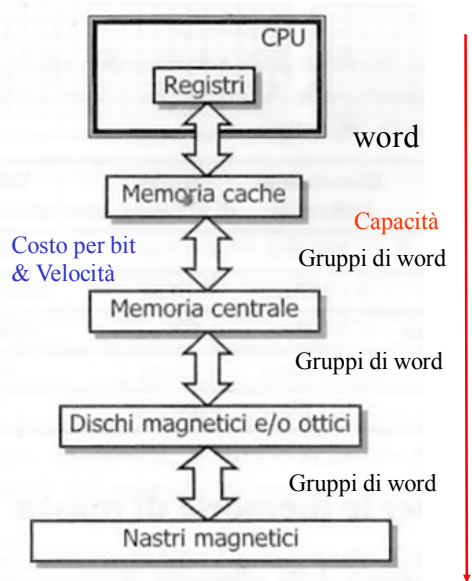 CPU
Registri
word
Memoria cache
Capacità
Costo per bit
& Velocità
Gruppi di word
Memoria centrale
Gruppi di word
Dischi magnetici e/o ottici
Gruppi di word
Nastri magnetici